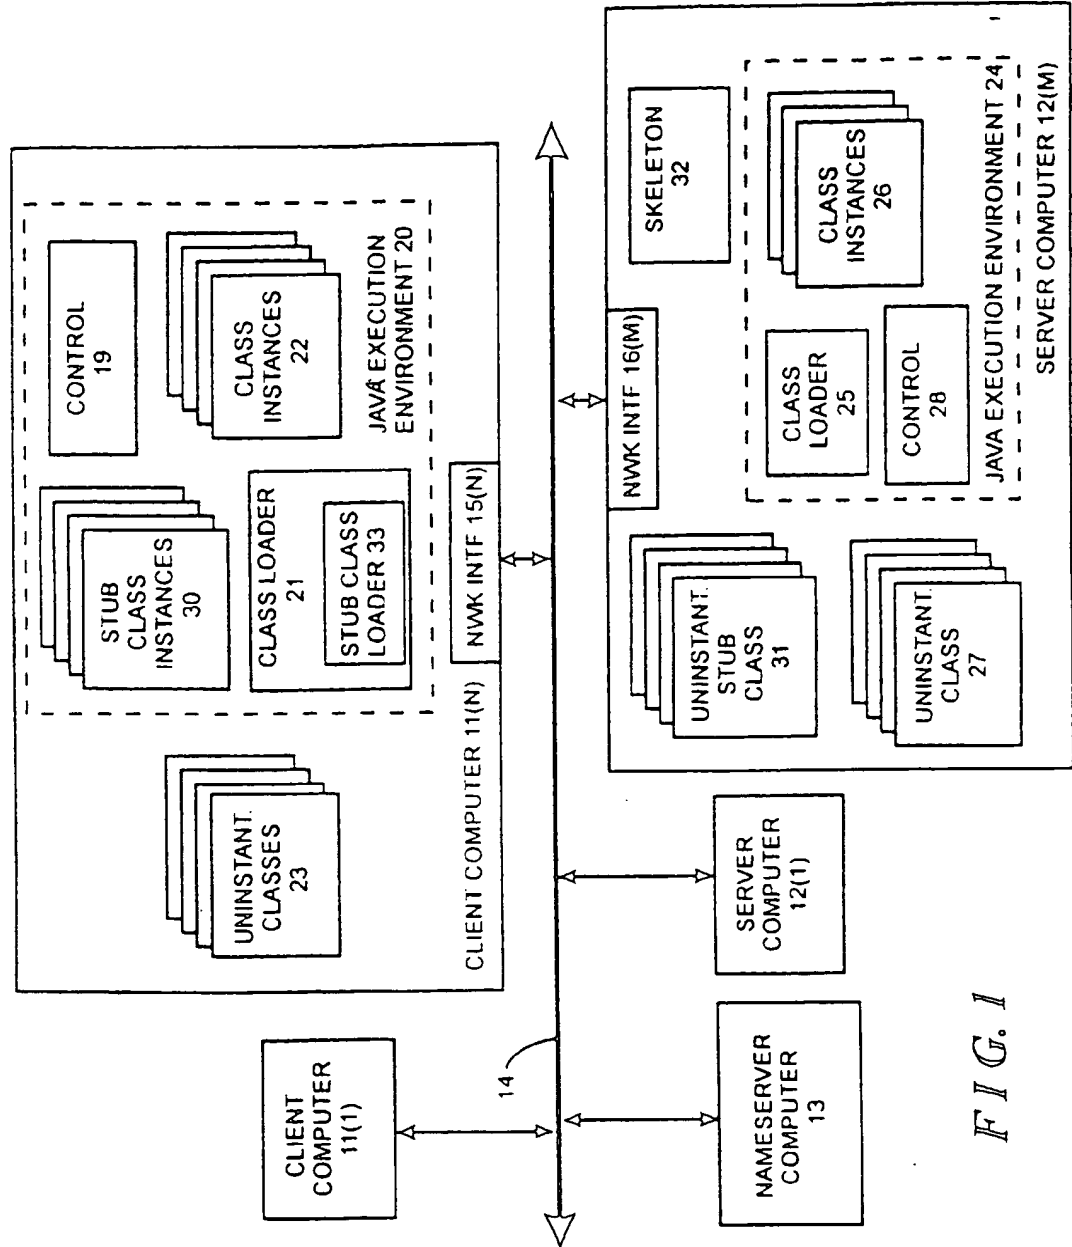 CLIENT
COMPUTER
11(1)
UNINSTANT.
CLASSES
23
STUB
CLASS
INSTANCES
30
CONTROL
19
CLASS LOADER
21
STUB CLASS
LOADER 33
CLASS
INSTANCES
22
JAVA EXECUTION
ENVIRONMENT 20
CLIENT COMPUTER 11(N)
NWK INTF 15(N)
14
NAMESERVER
COMPUTER
13
SERVER
COMPUTER
12(1)
NWK INTF 16(M)
UNINSTANT
STUB
CLASS
31
SKELETON
32
CLASS
LOADER
25
CLASS
INSTANCES
26
UNINSTANT.
CLASS
27
CONTROL
28
JAVA EXECUTION ENVIRONMENT 24
SERVER COMPUTER 12(M)
FIG. 1